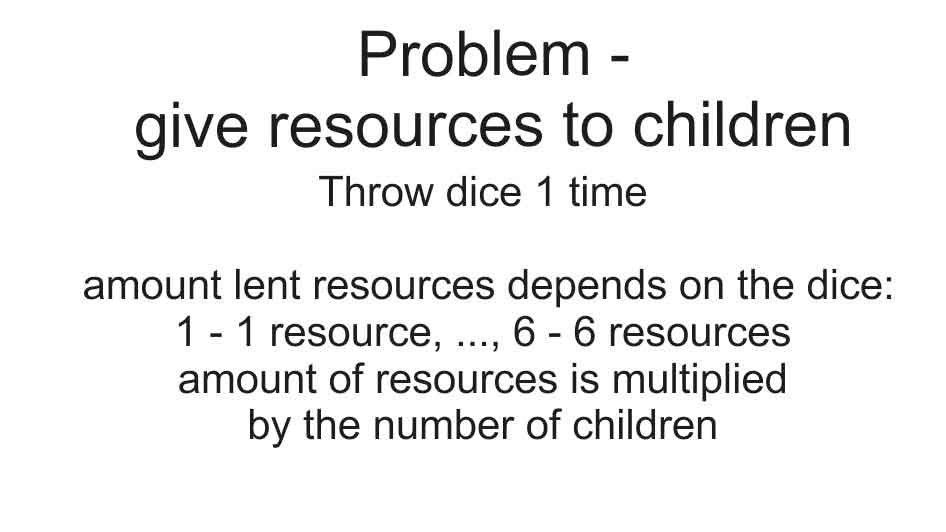 Problem -
give resources to children
Throw dice 1 time
amount lent resources depends on the dice:
1 - 1 resource, ..., 6 - 6 resources
amount of resources is multiplied
by the number of children